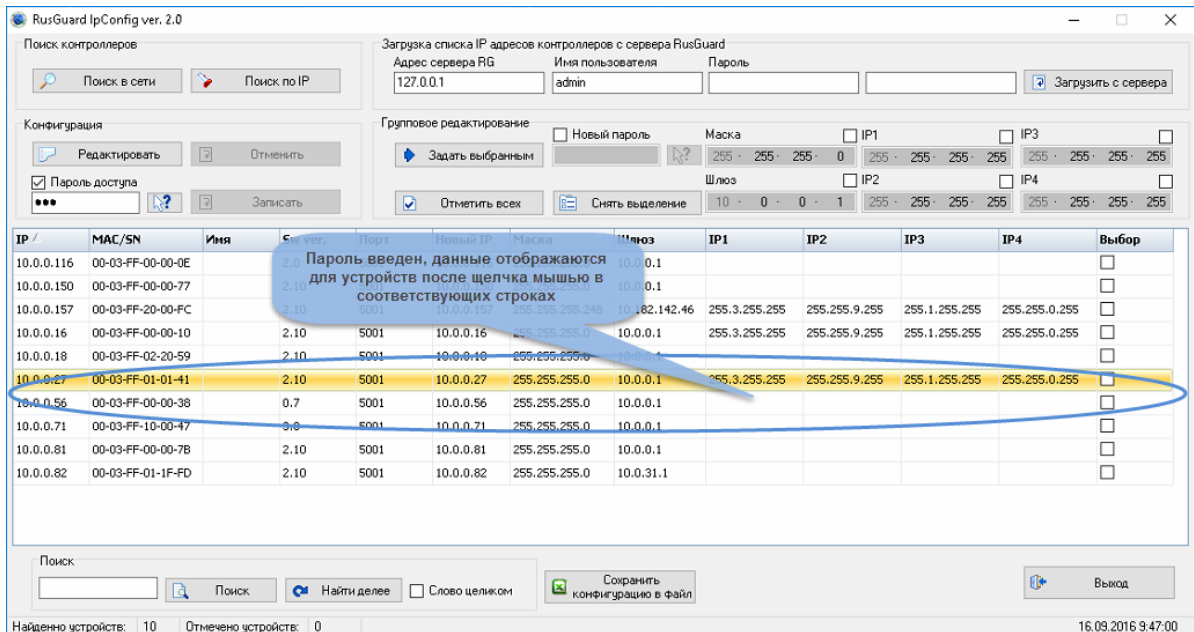 RusGuard IpConfig ver. 2.0
Поиск контроллеров
Поиск в сети
Поиск по IP
Загрузка списка IP адресов контроллеров с сервера RusGuard
Адрес сервера RG Имя пользователя Пароль
127.0.0.1 admin Загрузить с сервера
Конфигурация
Редактировать Отменить
Пароль доступа
••• Записать
Групповое редактирование
Новый пароль Маска IP1 IP3
Задать выбранным 255 . 255 . 255 . 0 255 . 255 . 255 . 255 255 . 255 . 255 . 255
Шлюз IP2 IP4
Отметить всех Снять выделение 10 . 0 . 0 . 1 255 . 255 . 255 . 255 255 . 255 . 255 . 255
IP MAC/SN Имя Sw ver. Порт Новый IP Маска Шлюз IP1 IP2 IP3 IP4 Выбор
10.0.0.116 00-03-FF-00-00-0E 10.0.0.1
10.0.0.150 00-03-FF-00-00-77 2.10
10.0.0.157 00-03-FF-20-00-FC 2.10 5001 10.0.0.157 255.255.255.248 10.182.142.46 255.3.255.255 255.255.9.255 255.1.255.255 255.255.0.255
10.0.0.16 00-03-FF-00-00-10 2.10 5001 10.0.0.16 255.255.255.0 10.0.0.1 255.3.255.255 255.255.9.255 255.1.255.255 255.255.0.255
10.0.0.18 00-03-FF-02-20-59 2.10 5001 10.0.0.18 255.255.255.0 10.0.0.1
10.0.0.27 00-03-FF-01-01-41 2.10 5001 10.0.0.27 255.255.255.0 10.0.0.1 255.3.255.255 255.255.9.255 255.1.255.255 255.255.0.255
10.0.0.56 00-03-FF-00-00-38 0.7 5001 10.0.0.56 255.255.255.0 10.0.0.1
10.0.0.71 00-03-FF-10-00-47 5001 10.0.0.71 255.255.255.0 10.0.0.1
10.0.0.81 00-03-FF-00-00-7B 2.10 5001 10.0.0.81 255.255.255.0 10.0.0.1
10.0.0.82 00-03-FF-01-1F-FD 2.10 5001 10.0.0.82 255.255.255.0 10.0.31.1
Пароль введен, данные отображаются
для устройств после щелчка мышью в
соответствующих строках
Поиск
Поиск Найти делее Слово целиком
Сохранить
конфигурацию в файл
Выход
Найденно устройств: 10 Отмечено устройств: 0 16.09.2016 9:47:00